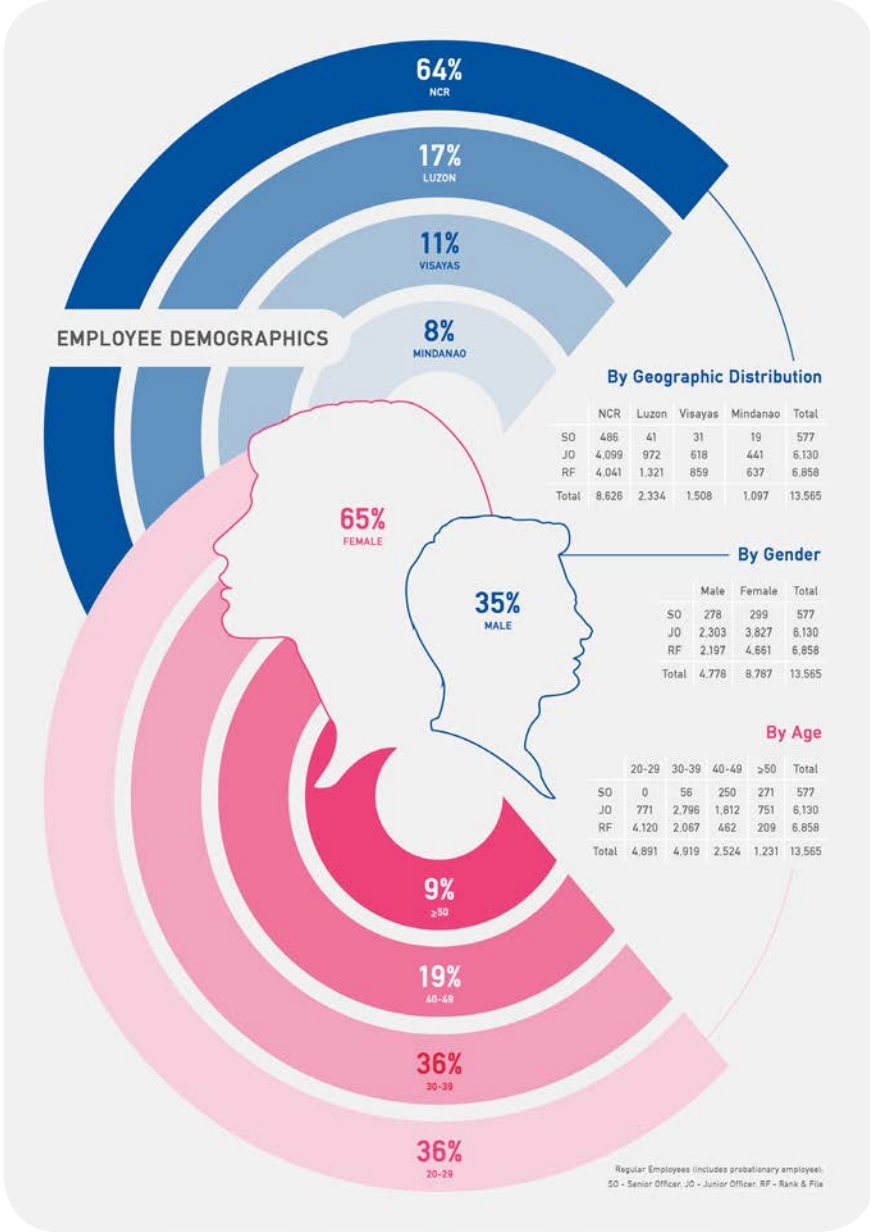 64%
NCR
17%
LUZON
11%
VISAYAS
8%
MINDANAO
EMPLOYEE DEMOGRAPHICS
By Geographic Distribution
NCR Luzon Visayas Mindanao Total
SO 486 41 31 19 577
JO 4,099 972 618 441 6,130
RF 4,041 1,321 859 637 6,858
Total 8,626 2,334 1,508 1,097 13,565
65%
FEMALE
35%
MALE
By Gender
Male Female Total
SO 278 299 577
JO 2,303 3,827 6,130
RF 2,197 4,661 6,858
Total 4,778 8,787 13,565
By Age
20-29 30-39 40-49 ≥50 Total
SO 0 56 250 271 577
JO 771 2,796 1,812 751 6,130
RF 4,120 2,067 462 209 6,858
Total 4,891 4,919 2,524 1,231 13,565
9%
≥50
19%
40-49
36%
30-39
36%
20-29
Regular Employees (includes probationary employee);
SO - Senior Officer, JO - Junior Officer, RF - Rank & File